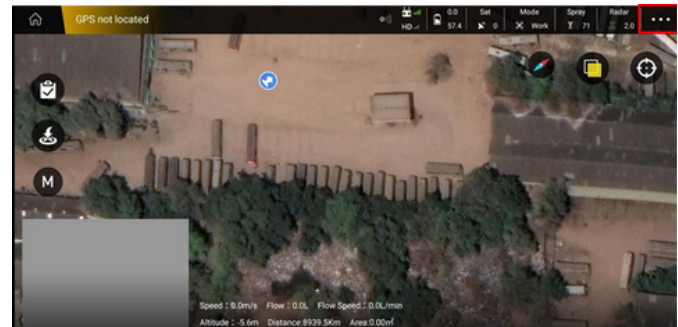 GPS not located
HD
0.0
57.4
Sat
0
Mode
Work
Spray
71
Radar
2.0
M
Speed : 0.0m/s Flow : 0.0L Flow Speed : 0.0L/min
Altitude : -5.6m Distance:8939.5Km Area:0.00㎡